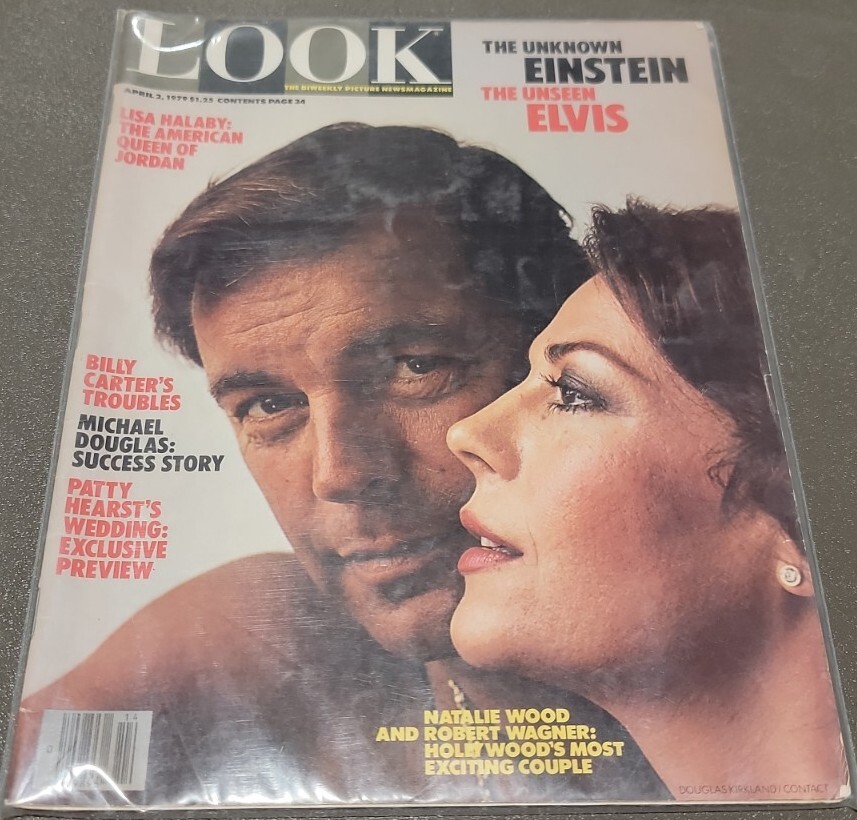 LOOK
THE BIWEEKLY PICTURE NEWSMAGAZINE
APRIL 2, 1979 $1.25 CONTENTS PAGE 34
THE UNKNOWN
EINSTEIN
THE UNSEEN
ELVIS
LISA HALABY:
THE AMERICAN
QUEEN OF
JORDAN
BILLY
CARTER'S
TROUBLES
MICHAEL
DOUGLAS:
SUCCESS STORY
PATTY
HEARST'S
WEDDING:
EXCLUSIVE
PREVIEW
NATALIE WOOD
AND ROBERT WAGNER:
HOLLYWOOD'S MOST
EXCITING COUPLE
14
0
DOUGLAS KIRKLAND / CONTACT